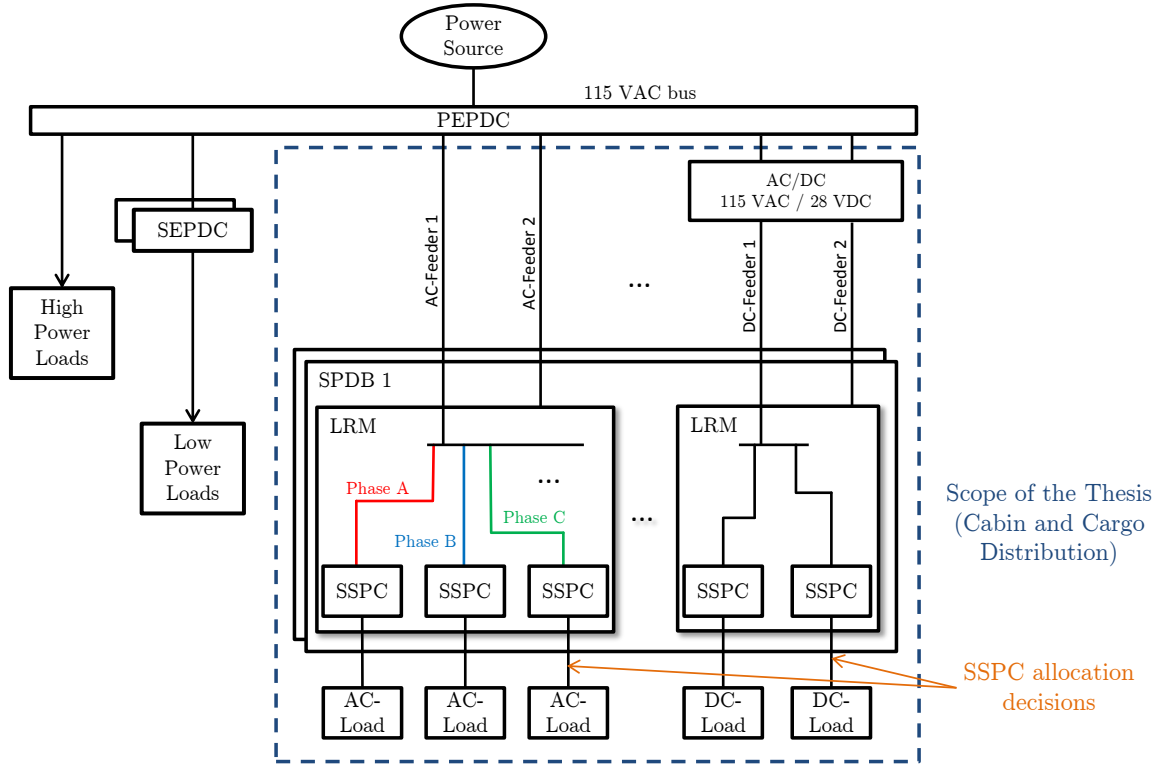 Power
Source
115 VAC bus
PEPDC
AC/DC
115 VAC / 28 VDC
SEPDC
AC-Feeder 1
AC-Feeder 2
...
DC-Feeder 1
DC-Feeder 2
High
Power
Loads
SPDB 1
LRM
LRM
Low
Power
Loads
Phase A
...
Phase B
Phase C
...
Scope of the Thesis
(Cabin and Cargo
Distribution)
SSPC
SSPC
SSPC
SSPC
SSPC
SSPC allocation
decisions
AC-
Load
AC-
Load
AC-
Load
DC-
Load
DC-
Load